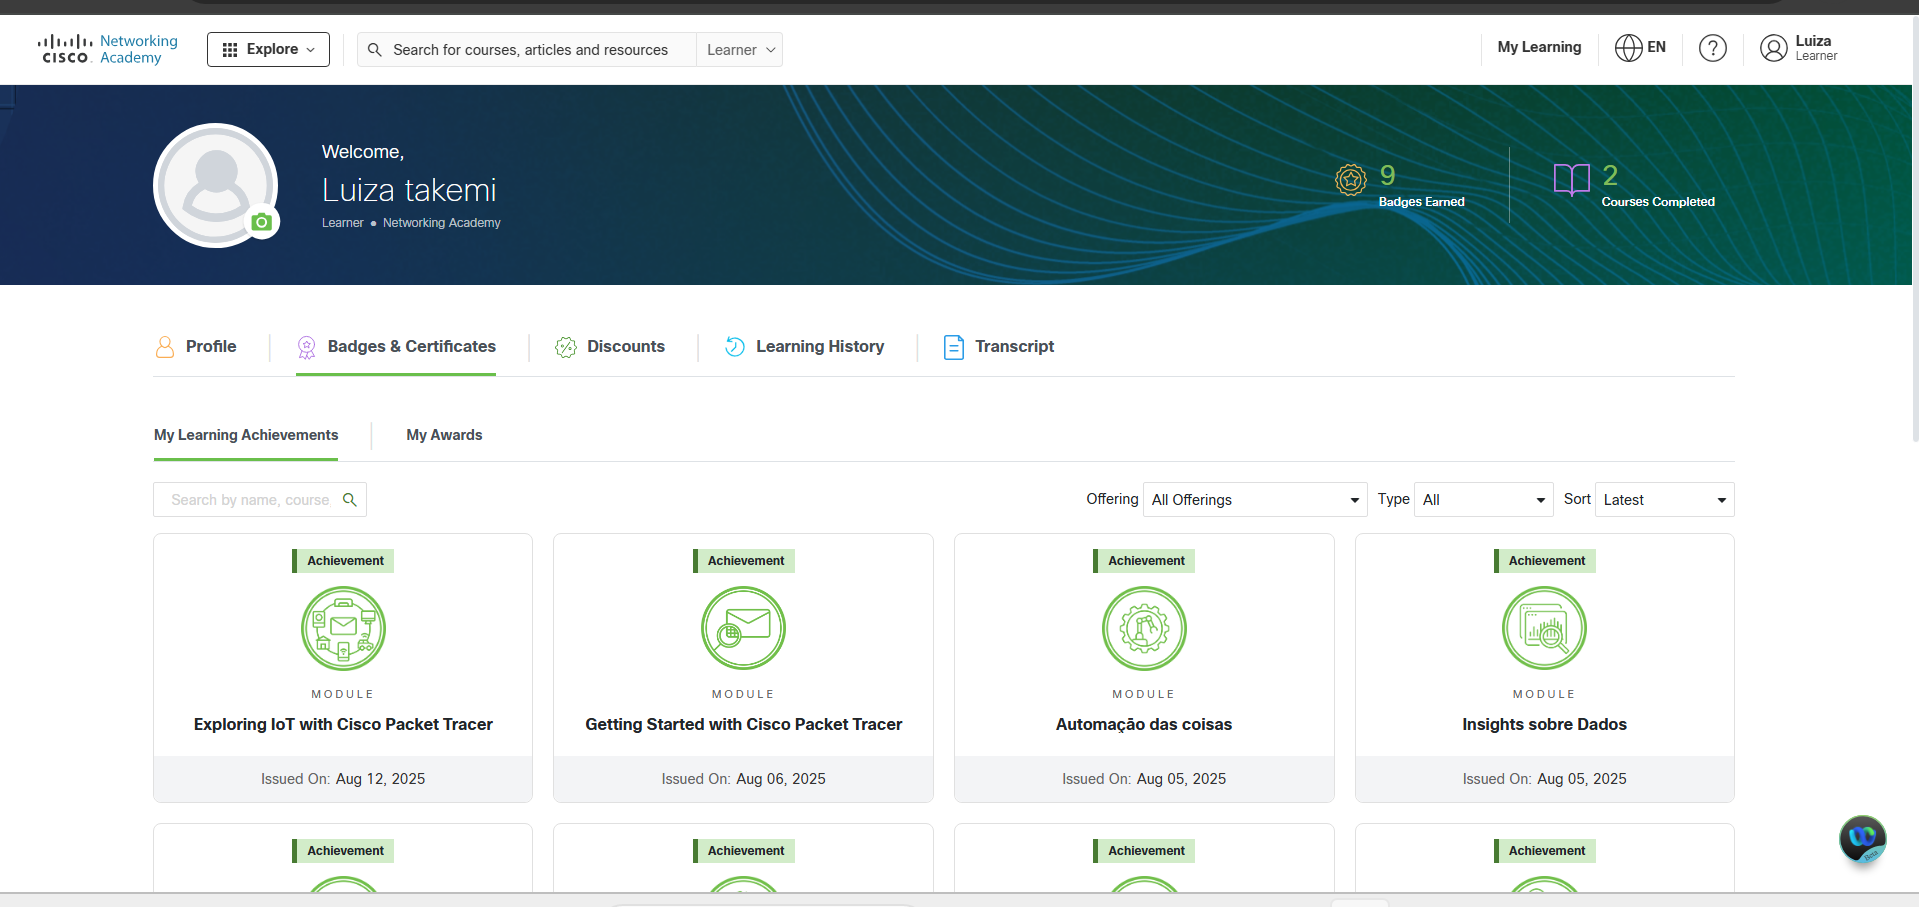 CISCO Networking Academy
Explore
Search for courses, articles and resources
Learner
My Learning
EN
?
Luiza
Learner
Welcome,
Luiza takemi
Learner • Networking Academy
9
Badges Earned
2
Courses Completed
Profile
Badges & Certificates
Discounts
Learning History
Transcript
My Learning Achievements
My Awards
Search by name, course
Offering All Offerings
Type All
Sort Latest
Achievement
MODULE
Exploring IoT with Cisco Packet Tracer
Issued On: Aug 12, 2025
Achievement
MODULE
Getting Started with Cisco Packet Tracer
Issued On: Aug 06, 2025
Achievement
MODULE
Automação das coisas
Issued On: Aug 05, 2025
Achievement
MODULE
Insights sobre Dados
Issued On: Aug 05, 2025
Achievement
Achievement
Achievement
Achievement
Beta